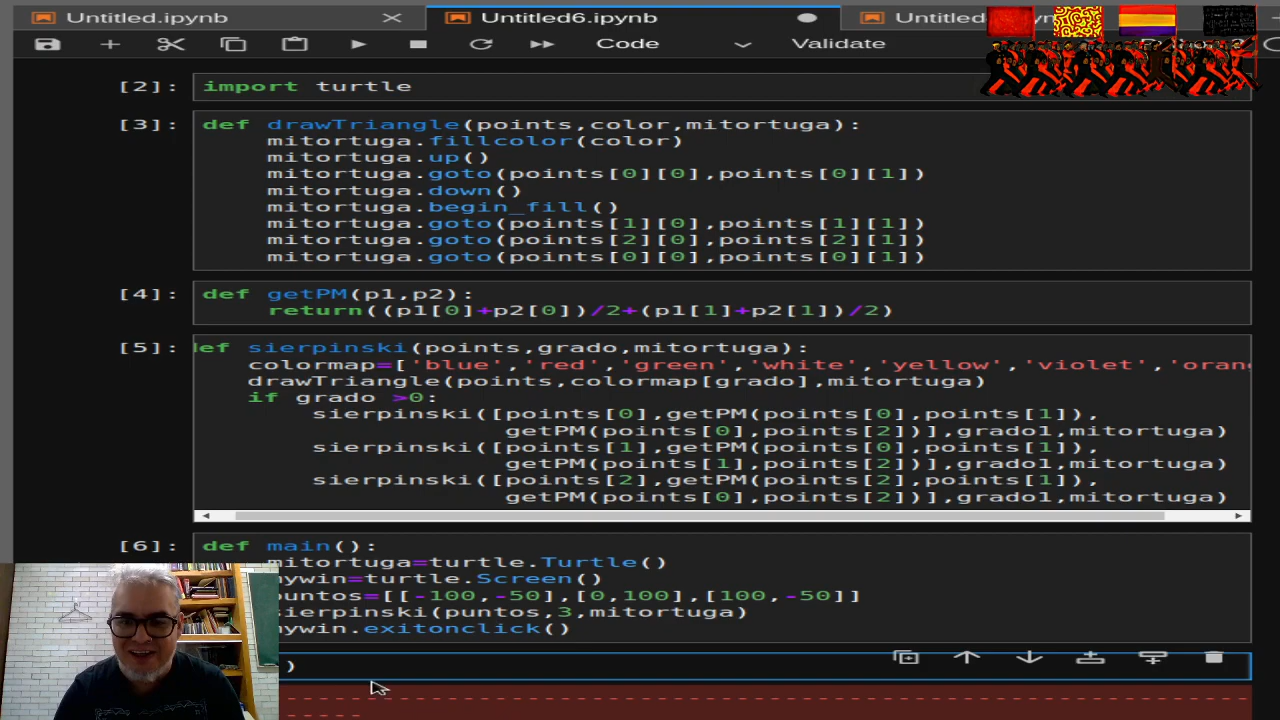 Untitled.ipynb
Untitled6.ipynb
Untitled
Code
Validate
[2]:
import turtle
[3]:
def drawTriangle(points,color,mitortuga):
mitortuga.fillcolor(color)
mitortuga.up()
mitortuga.goto(points[0][0],points[0][1])
mitortuga.down()
mitortuga.begin_fill()
mitortuga.goto(points[1][0],points[1][1])
mitortuga.goto(points[2][0],points[2][1])
mitortuga.goto(points[0][0],points[0][1])
[4]:
def getPM(p1,p2):
return((p1[0]+p2[0])/2+(p1[1]+p2[1])/2)
[5]:
ef sierpinski(points,grado,mitortuga):
colormap=['blue','red','green','white','yellow','violet','orang
drawTriangle(points,colormap[grado],mitortuga)
if grado >0:
sierpinski([points[0],getPM(points[0],points[1]),
getPM(points[0],points[2])],grado1,mitortuga)
sierpinski([points[1],getPM(points[0],points[1]),
getPM(points[1],points[2])],grado1,mitortuga)
sierpinski([points[2],getPM(points[2],points[1]),
getPM(points[0],points[2])],grado1,mitortuga)
[6]:
def main():
mitortuga=turtle.Turtle()
ywin=turtle.Screen()
puntos=[[-100,-50],[0,100],[100,-50]]
sierpinski(puntos,3,mitortuga)
ywin.exitonclick()
)